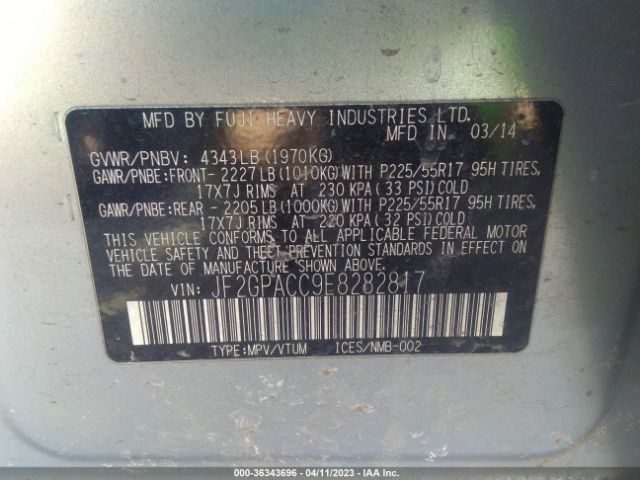 MFD BY FUJI HEAVY INDUSTRIES LTD.
MFD IN 03/14
GVWR/PNBV: 4343LB(1970KG)
GAWR/PNBE:FRONT- 2227LB(1010KG)WITH P225/55R17 95H TIRES,
17X7J RIMS AT 230 KPA(33 PSI)COLD
GAWR/PNBE:REAR - 2205LB(1000KG)WITH P225/55R17 95H TIRES,
17X7J RIMS AT 220 KPA(32 PSI)COLD
THIS VEHICLE CONFORMS TO ALL APPLICABLE FEDERAL MOTOR
VEHICLE SAFETY AND THEFT PREVENTION STANDARDS IN EFFECT
ON THE DATE OF MANUFACTURE SHOWN ABOVE.
VIN: JF2GPACC9E8282817
TYPE:MPV/VTUM ICES/NMB-002
000-36343696 - 04/11/2023 - IAA Inc.